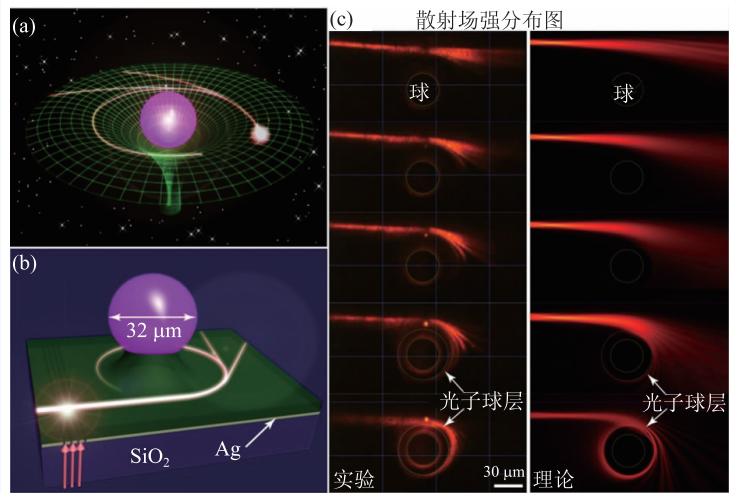 (a)
(b)
32 μm
SiO₂
Ag
(c)
散射场强分布图
球
球
光子球层
光子球层
实验
30 μm
理论